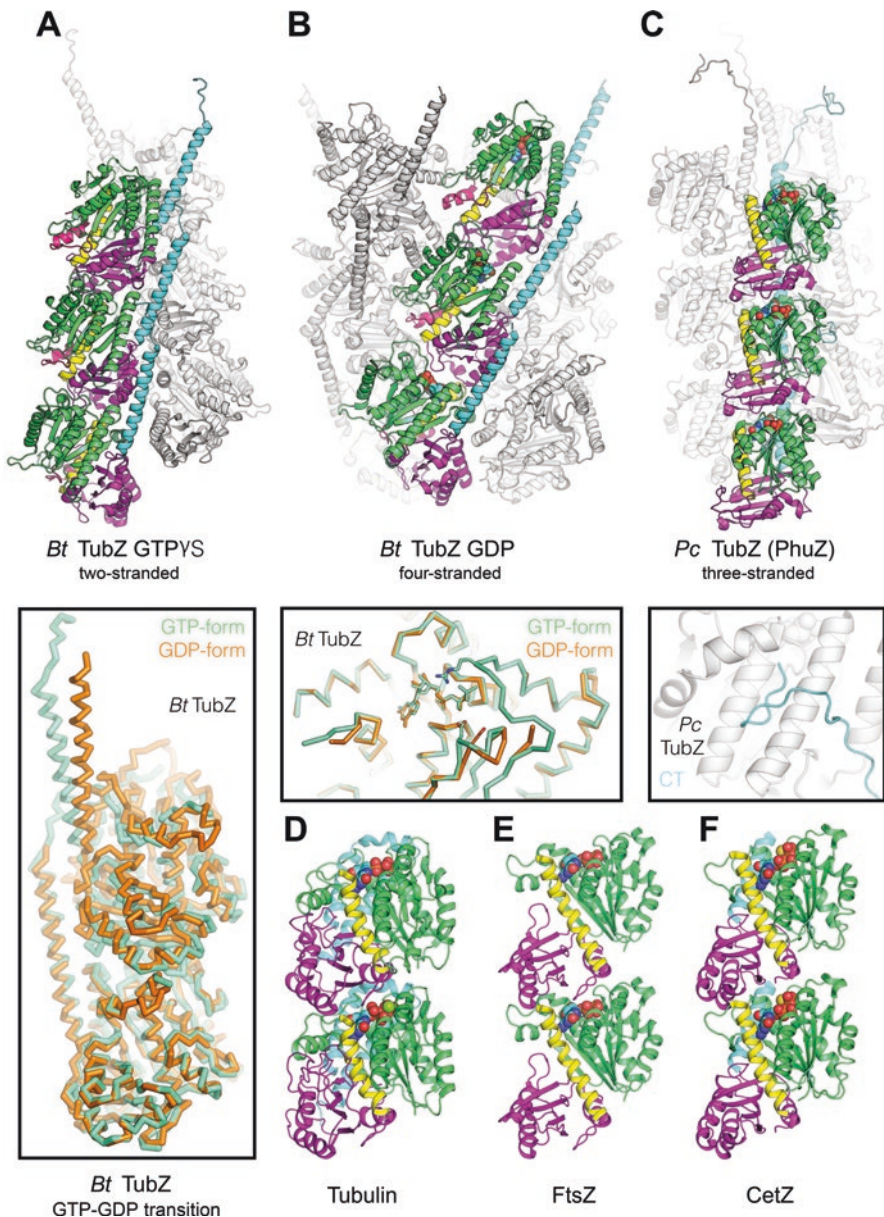 A
B
C
Bt TubZ GTPγS
two-stranded
Bt TubZ GDP
four-stranded
Pc TubZ (PhuZ)
three-stranded
GTP-form
GDP-form
Bt TubZ
Bt TubZ
GTP-form
GDP-form
Pc
TubZ
CT
D
E
F
Bt TubZ
GTP-GDP transition
Tubulin
FtsZ
CetZ